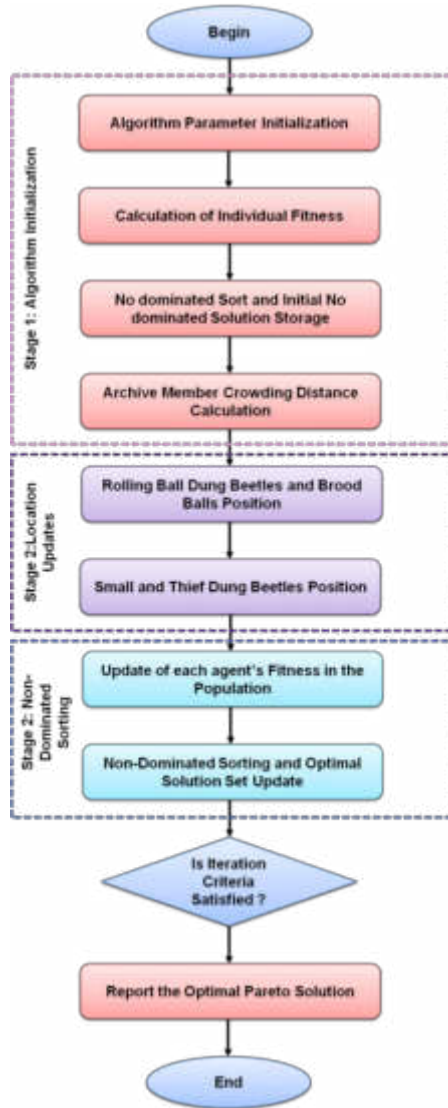 Begin
Stage 1: Algorithm Initialization
Algorithm Parameter Initialization
Calculation of Individual Fitness
No dominated Sort and Initial No
dominated Solution Storage
Archive Member Crowding Distance
Calculation
Stage 2:Location
Updates
Rolling Ball Dung Beetles and Brood
Balls Position
Small and Thief Dung Beetles Position
Stage 2: Non-
Dominated
Sorting
Update of each agent's Fitness in the
Population
Non-Dominated Sorting and Optimal
Solution Set Update
Is Iteration
Criteria
Satisfied ?
Report the Optimal Pareto Solution
End